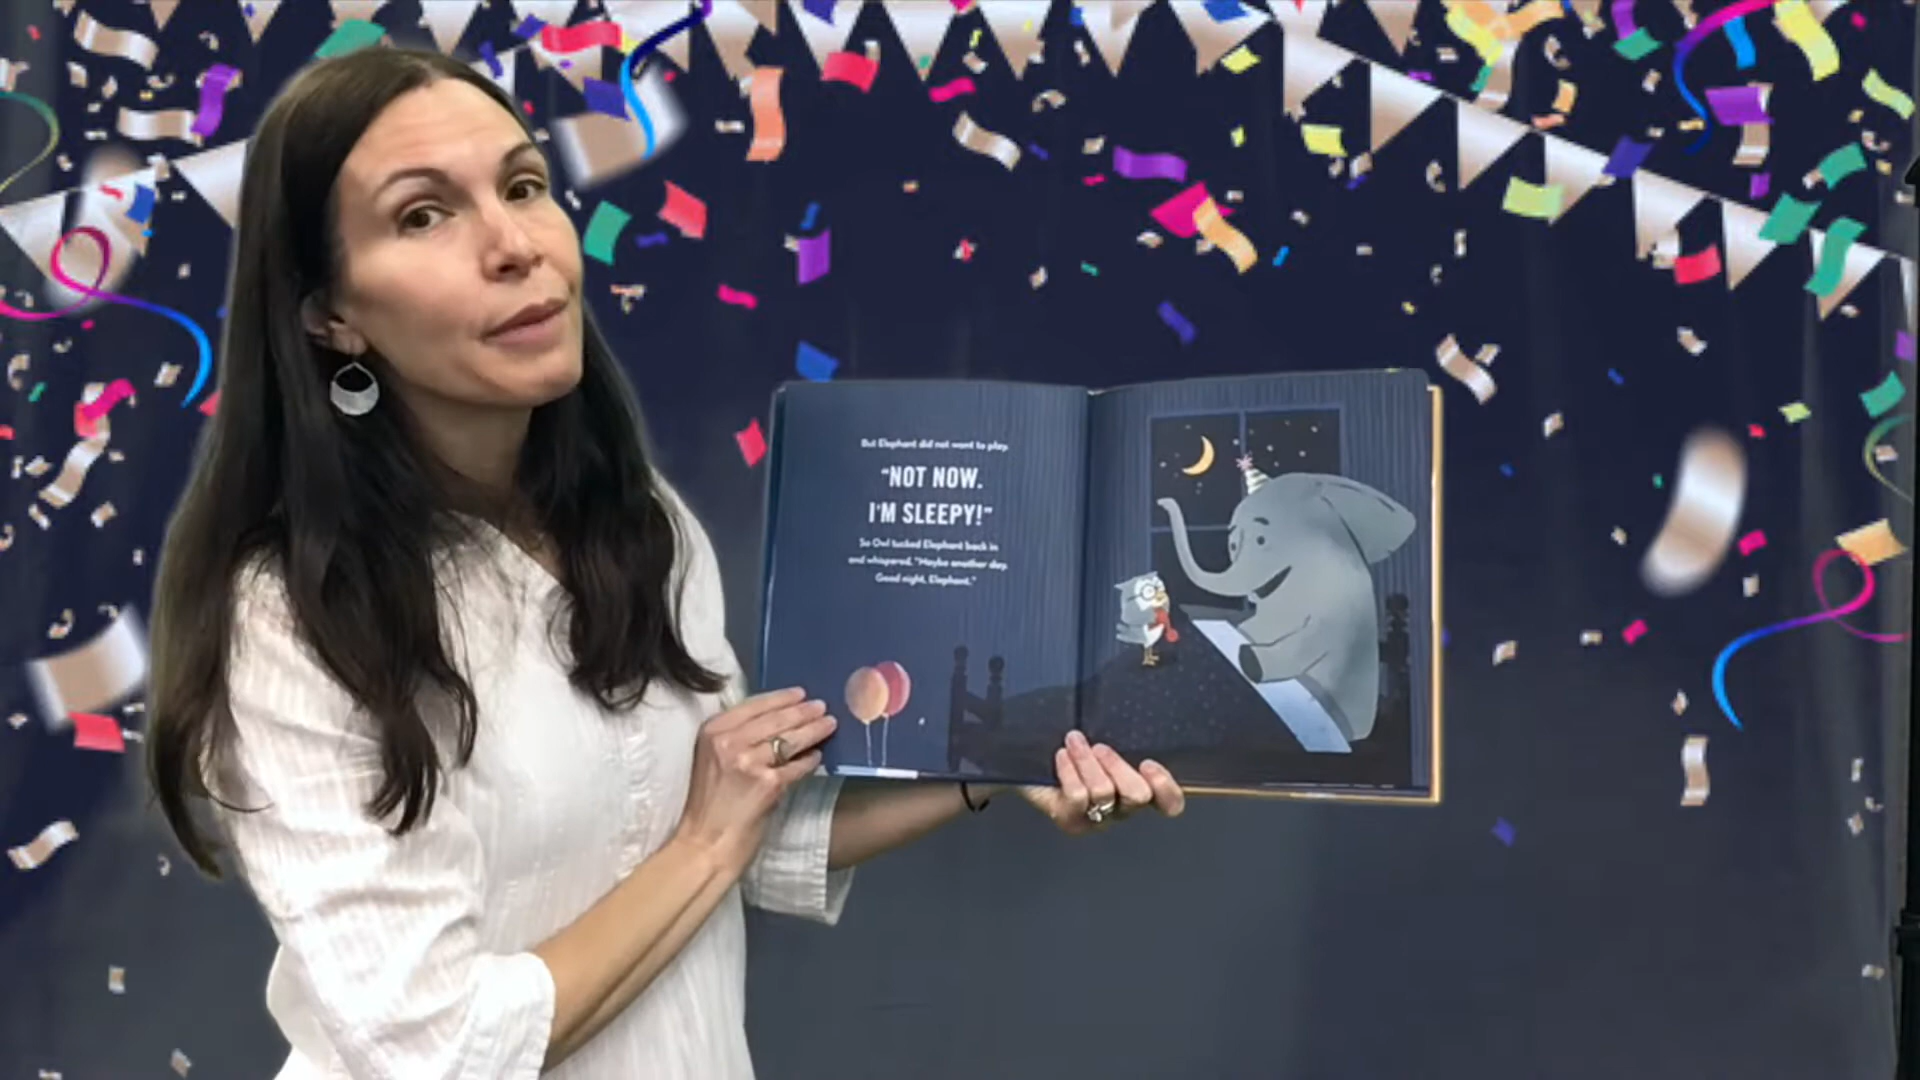 But Elephant did not want to play.
“NOT NOW.
I'M SLEEPY!”
So Owl tucked Elephant back in
and whispered, “Maybe another day.
Good night, Elephant.”